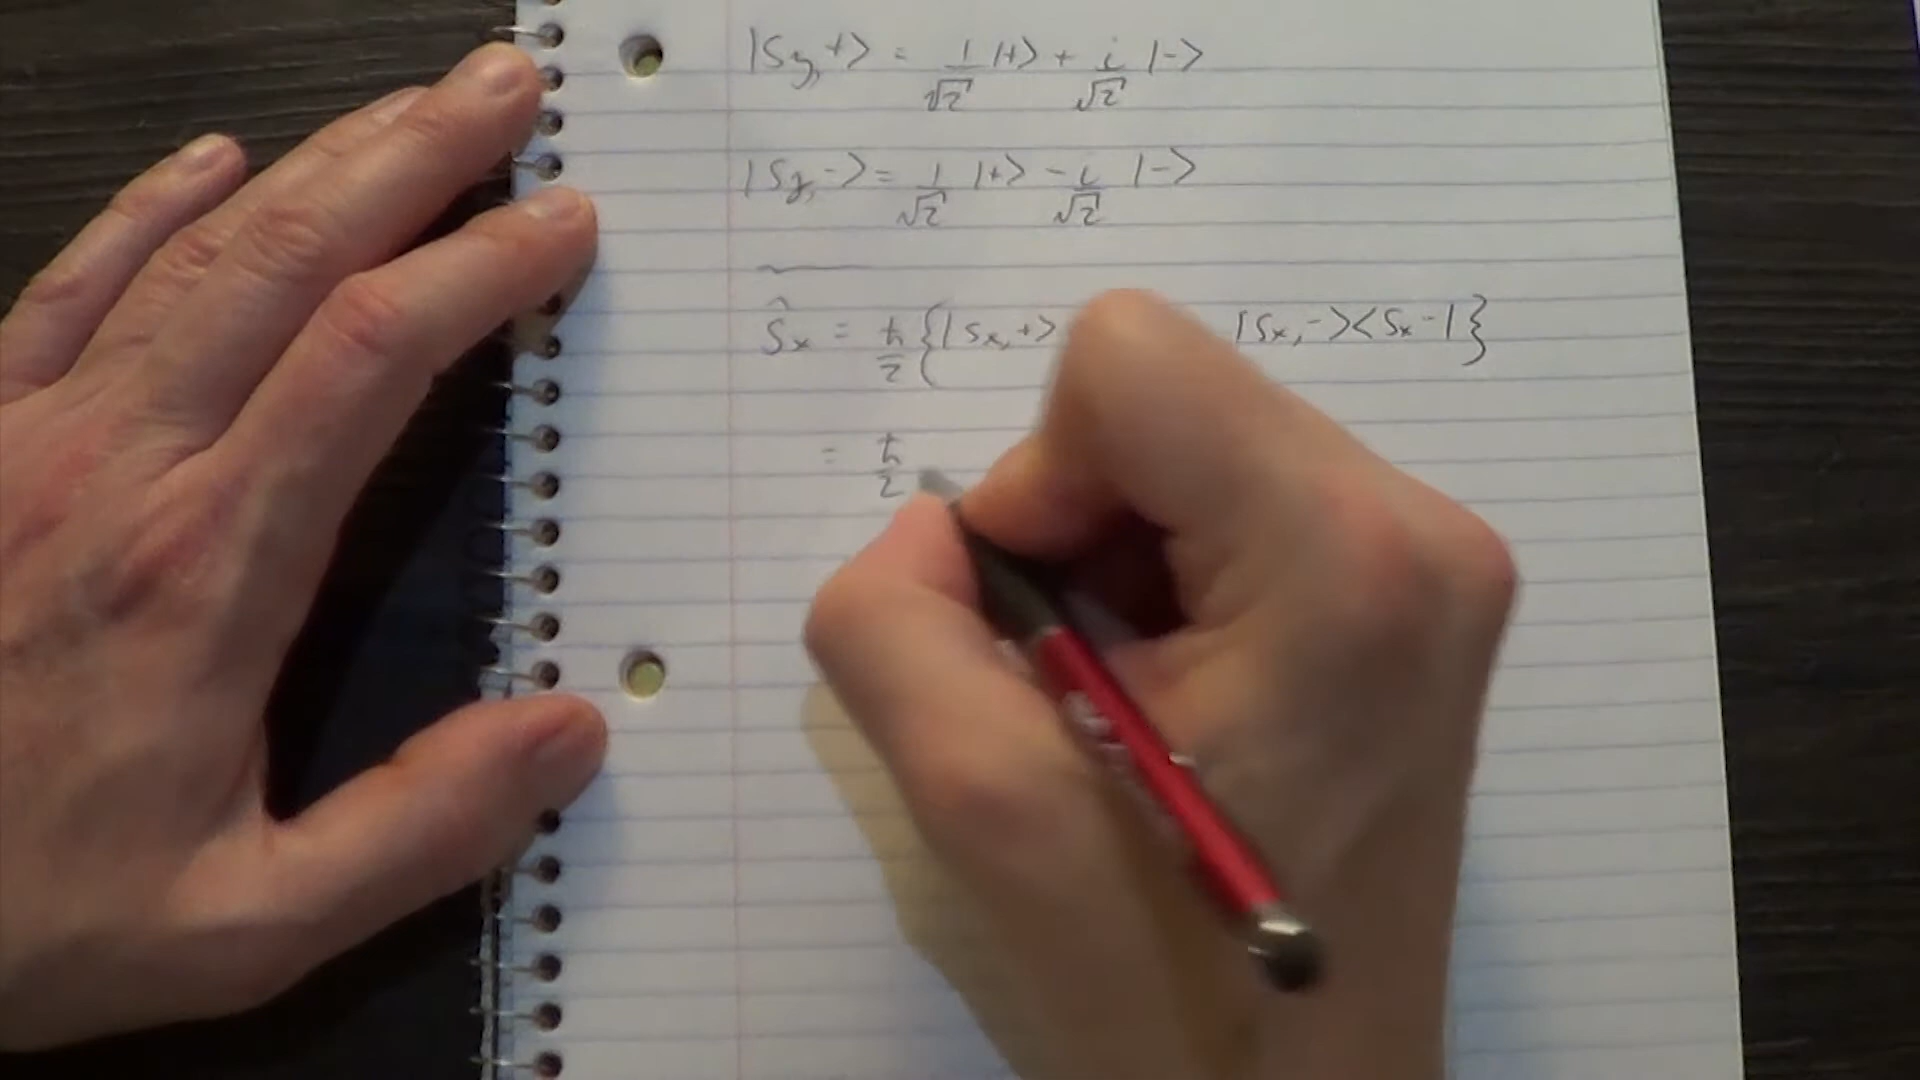 |Sy,+> = 1/√2 |+> + i/√2 |->
|Sy,-> = 1/√2 |+> - i/√2 |->
Ŝx = ħ/2 {|Sx,+> |Sx,-><Sx-|}
= ħ/2